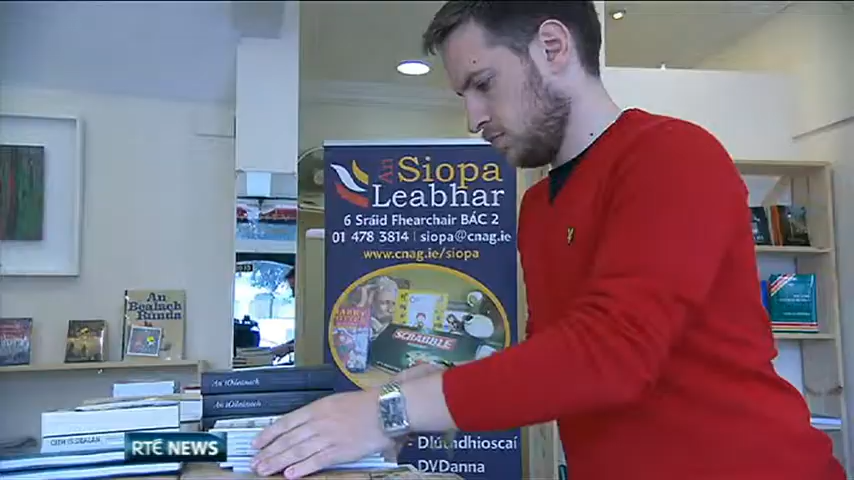 An
Siopa
Leabhar
6 Sráid Fhearchair BÁC 2
01 478 3814 | siopa@cnag.ie
www.cnag.ie/siopa
SCRABBLE
An
Bealach
Runda
An tOileánach
An tOileánach
RTÉ NEWS
- Dlúthdhioscaí
DVDanna